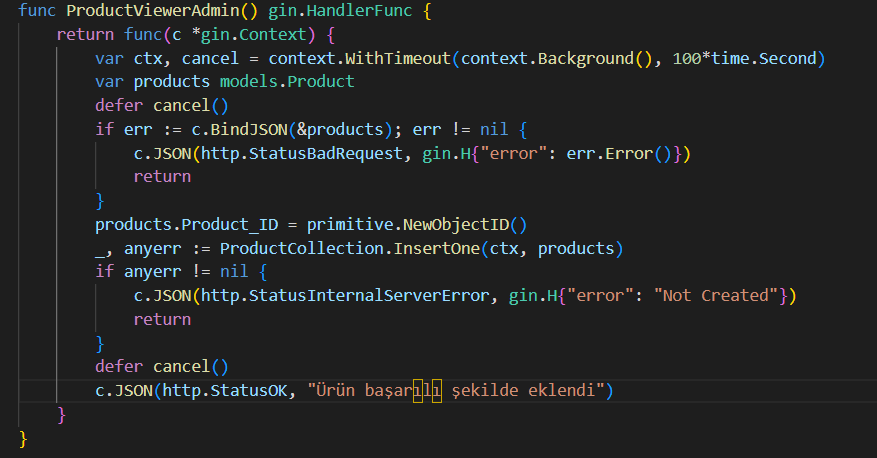 func ProductViewerAdmin() gin.HandlerFunc {
    return func(c *gin.Context) {
        var ctx, cancel = context.WithTimeout(context.Background(), 100*time.Second)
        var products models.Product
        defer cancel()
        if err := c.BindJSON(&products); err != nil {
            c.JSON(http.StatusBadRequest, gin.H{"error": err.Error()})
            return
        }
        products.Product_ID = primitive.NewObjectID()
        _, anyerr := ProductCollection.InsertOne(ctx, products)
        if anyerr != nil {
            c.JSON(http.StatusInternalServerError, gin.H{"error": "Not Created"})
            return
        }
        defer cancel()
        c.JSON(http.StatusOK, "Ürün başarılı şekilde eklendi")
    }
}